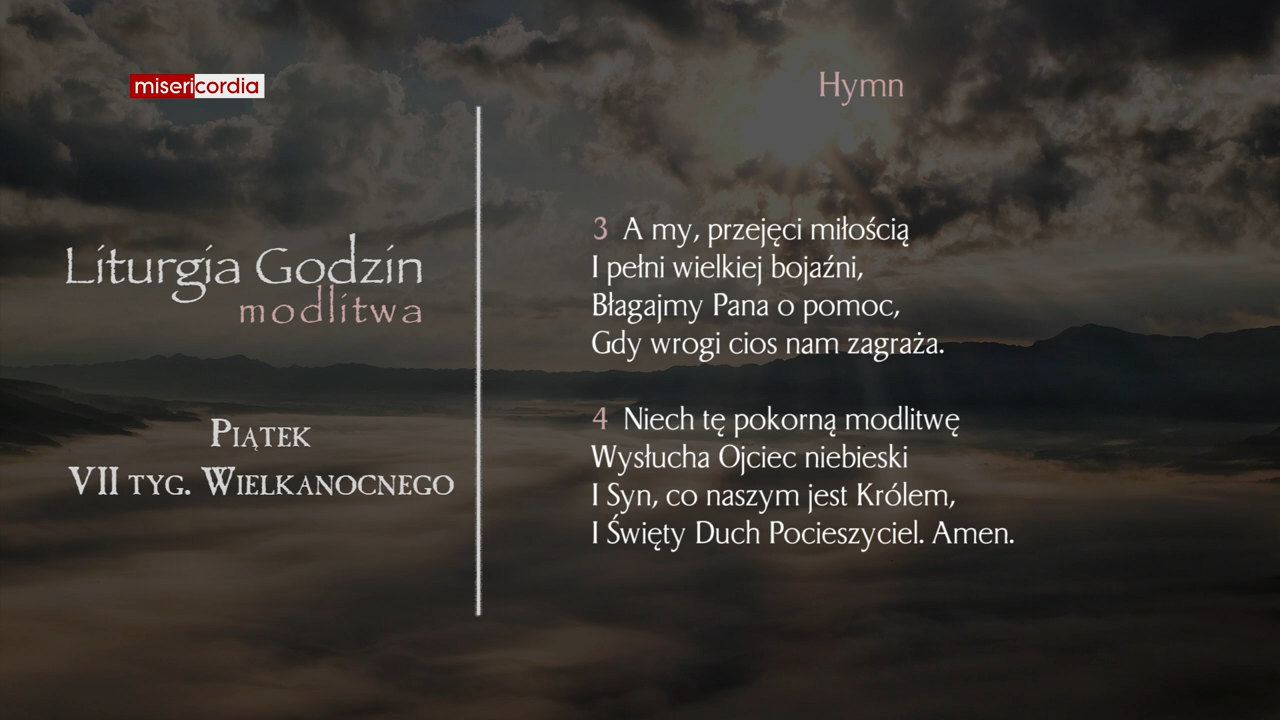 misericordia
Liturgia Godzin
modlitwa
Piątek
VII tyg. Wielkanocnego
Hymn
3 A my, przejęci miłością
I pełni wielkiej bojaźni,
Błagajmy Pana o pomoc,
Gdy wrogi cios nam zagraża.
4 Niech tę pokorną modlitwę
Wysłucha Ojciec niebieski
I Syn, co naszym jest Królem,
I Święty Duch Pocieszyciel. Amen.